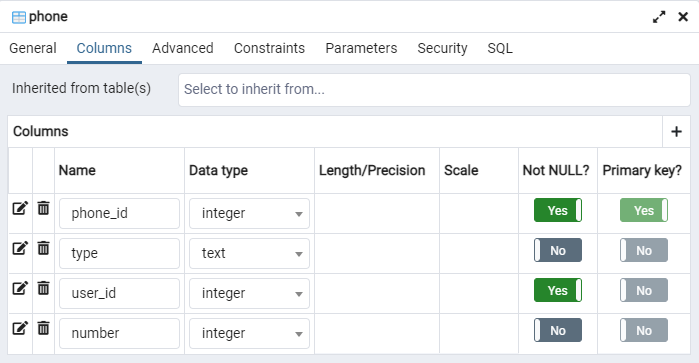 phone
General Columns Advanced Constraints Parameters Security SQL
Inherited from table(s) Select to inherit from...
Columns
Name Data type Length/Precision Scale Not NULL? Primary key?
phone_id integer Yes Yes
type text No No
user_id integer Yes No
number integer No No